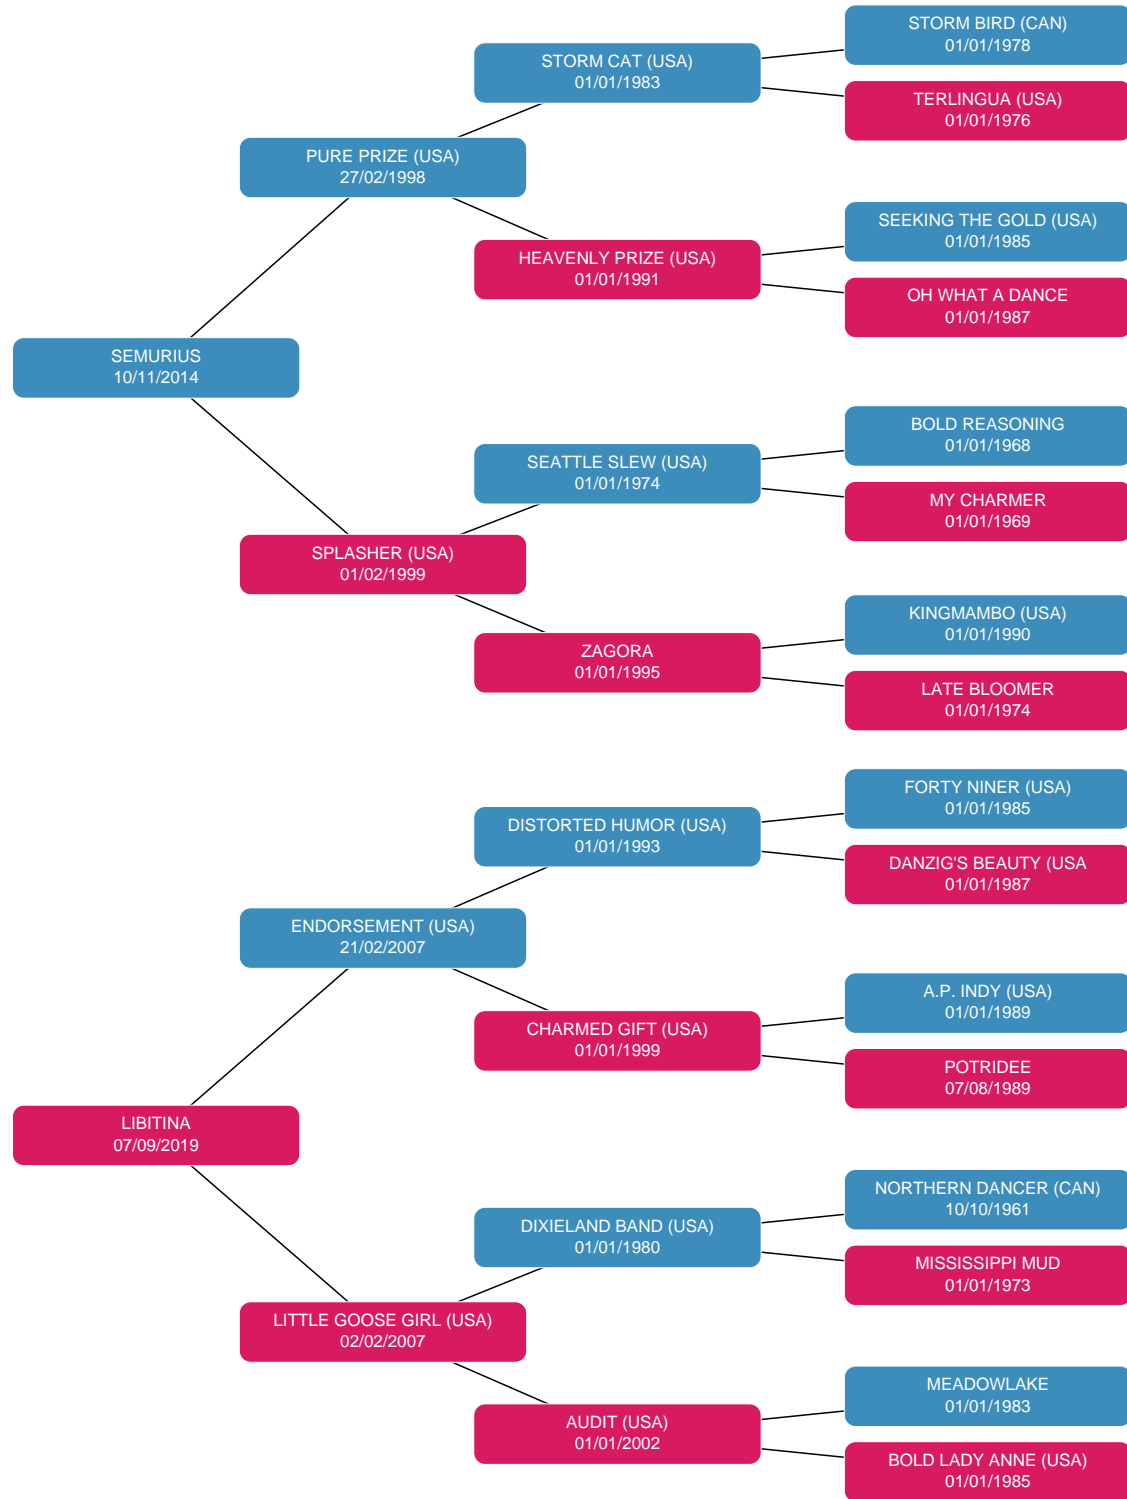 STORM BIRD (CAN)
01/01/1978
STORM CAT (USA)
01/01/1983
TERLINGUA (USA)
01/01/1976
PURE PRIZE (USA)
27/02/1998
SEEKING THE GOLD (USA)
01/01/1985
HEAVENLY PRIZE (USA)
01/01/1991
OH WHAT A DANCE
01/01/1987
SEMURIUS
10/11/2014
BOLD REASONING
01/01/1968
SEATTLE SLEW (USA)
01/01/1974
MY CHARMER
01/01/1969
SPLASHER (USA)
01/02/1999
KINGMAMBO (USA)
01/01/1990
ZAGORA
01/01/1995
LATE BLOOMER
01/01/1974
FORTY NINER (USA)
01/01/1985
DISTORTED HUMOR (USA)
01/01/1993
DANZIG'S BEAUTY (USA
01/01/1987
ENDORSEMENT (USA)
21/02/2007
A.P. INDY (USA)
01/01/1989
CHARMED GIFT (USA)
01/01/1999
POTRIDEE
07/08/1989
LIBITINA
07/09/2019
NORTHERN DANCER (CAN)
10/10/1961
DIXIELAND BAND (USA)
01/01/1980
MISSISSIPPI MUD
01/01/1973
LITTLE GOOSE GIRL (USA)
02/02/2007
MEADOWLAKE
01/01/1983
AUDIT (USA)
01/01/2002
BOLD LADY ANNE (USA)
01/01/1985